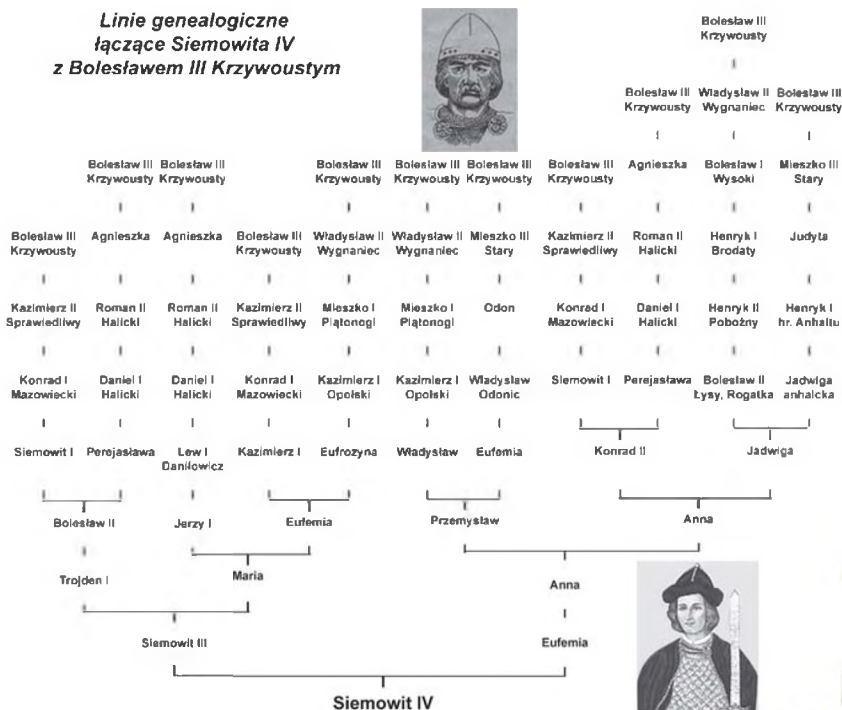 Linie genealogiczne
łączące Siemowita IV
z Bolesławem III Krzywoustym
Bolesław III
Krzywousty
Bolesław III Władysław II Bolesław III
Krzywousty Wygnaniec Krzywousty
Bolesław III Bolesław III Bolesław III Bolesław III Bolesław III Bolesław III Agnieszka Bolesław I Mieszko III
Krzywousty Krzywousty Krzywousty Krzywousty Krzywousty Krzywousty Wysoki Stary
Bolesław III Agnieszka Agnieszka Bolesław III Władysław II Władysław II Mieszko III Kazimierz II Roman II Henryk I Judyta
Krzywousty Krzywousty Wygnaniec Wygnaniec Stary Sprawiedliwy Halicki Brodaty
Kazimierz II Roman II Roman II Kazimierz II Mieszko I Mieszko I Odon Konrad I Daniel I Henryk II Henryk I
Sprawiedliwy Halicki Halicki Sprawiedliwy Plątonogi Plątonogi Mazowiecki Halicki Pobożny hr. Anhaltu
Konrad I Daniel I Daniel I Konrad I Kazimierz I Kazimierz I Władysław Siemowit I Perejasława Bolesław II Jadwiga
Mazowiecki Halicki Halicki Mazowiecki Opolski Opolski Odonic Łysy, Rogatka anhalcka
Siemowit I Perejasława Lew I Kazimierz I Eufrozyna Władysław Eufemia Konrad II Jadwiga
Daniłowicz
Bolesław II Jerzy I Eufemia Przemysław Anna
Trojden I Maria Anna
Siemowit III Eufemia
Siemowit IV